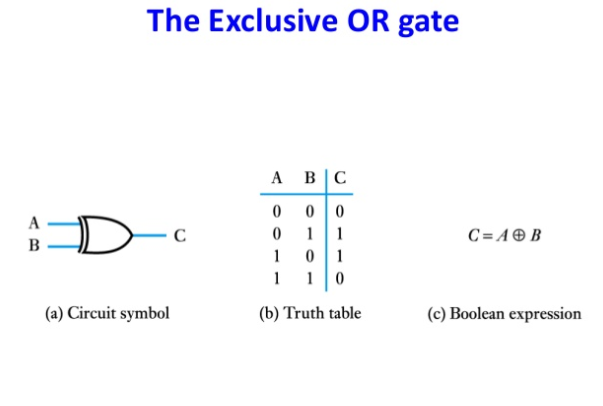 The Exclusive OR gate
A B C
0 0 0
A
0 1 1
C
C = A ⊕ B
B
1 0 1
1 1 0
(a) Circuit symbol
(b) Truth table
(c) Boolean expression